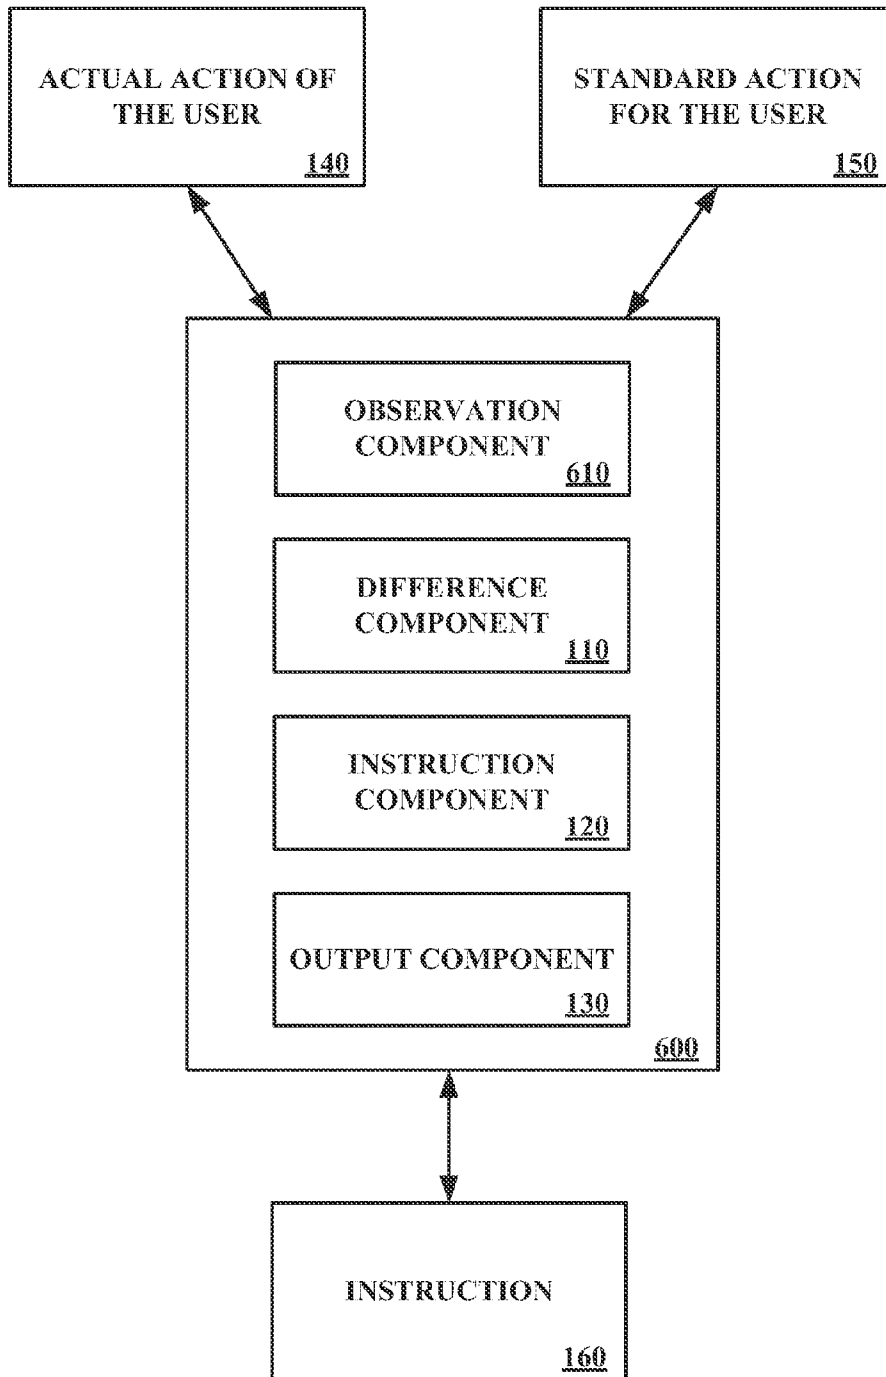 ACTUAL ACTION OF
THE USER
140
STANDARD ACTION
FOR THE USER
150
OBSERVATION
COMPONENT
610
DIFFERENCE
COMPONENT
110
INSTRUCTION
COMPONENT
120
OUTPUT COMPONENT
130
600
INSTRUCTION
160